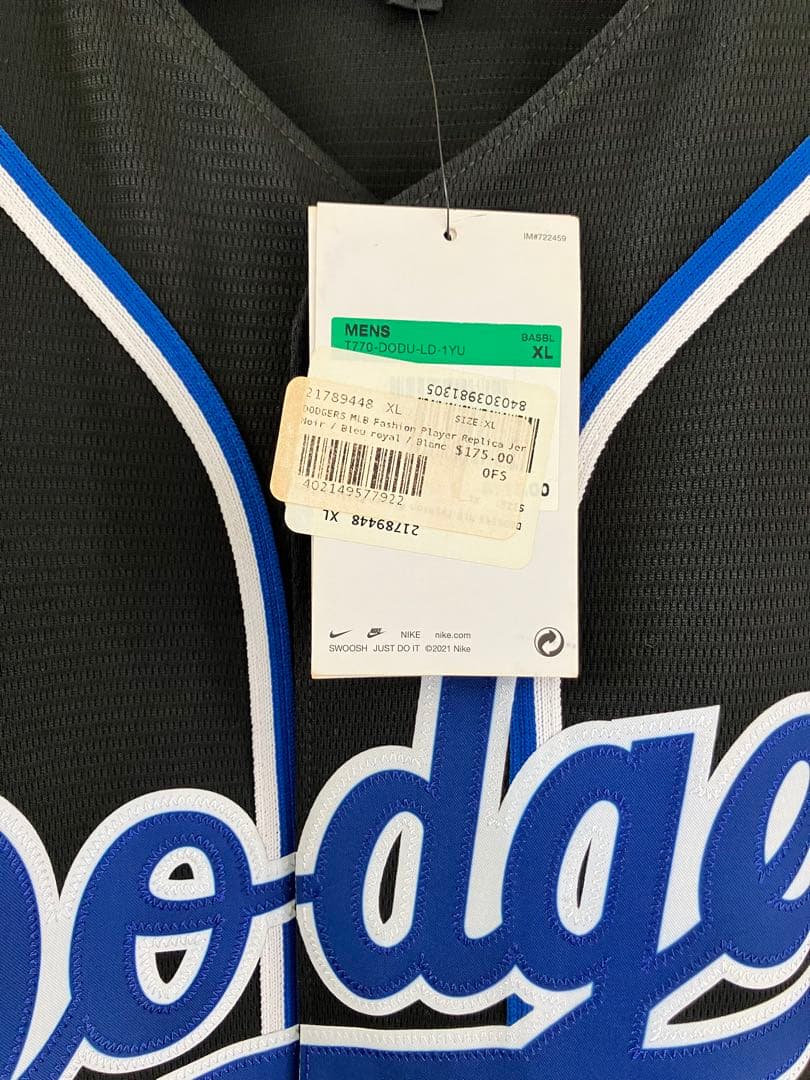 IM#722459
MENS
BASBL
T770-DODU-LD-1YU
XL
840303981305
21789448 XL
SIZE:XL
DODGERS MLB Fashion Player Replica Jer
Noir / Bleu royal / Blanc
$175.00
OFS
402149577922
21789448 XL
NIKE nike.com
SWOOSH JUST DO IT ©2021 Nike
odge